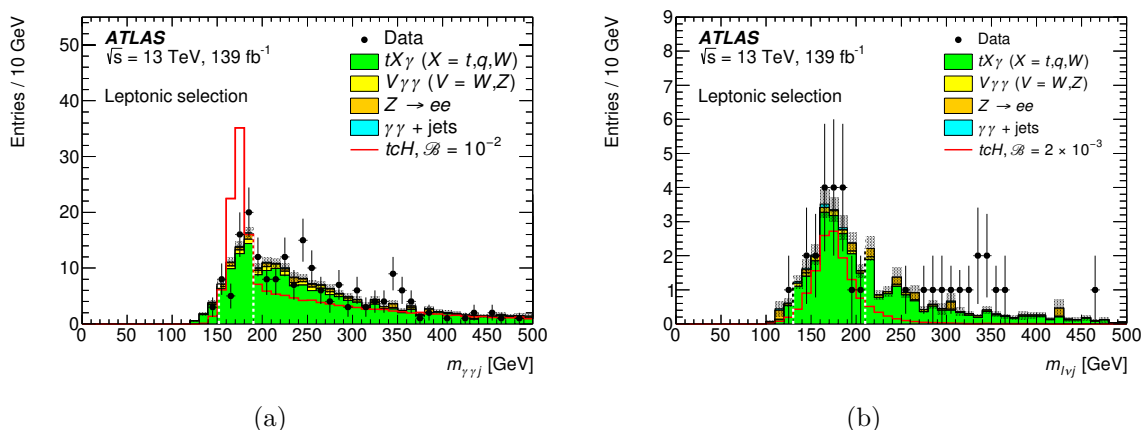 ATLAS
√s = 13 TeV, 139 fb⁻¹
Leptonic selection
Data
tXγ (X = t,q,W)
Vγγ (V = W,Z)
Z → ee
γγ + jets
tcH, ℬ = 10⁻²
Entries / 10 GeV
50
40
30
20
10
0
0 50 100 150 200 250 300 350 400 450 500
m_γγj [GeV]
(a)
ATLAS
√s = 13 TeV, 139 fb⁻¹
Leptonic selection
Data
tXγ (X = t,q,W)
Vγγ (V = W,Z)
Z → ee
γγ + jets
tcH, ℬ = 2 × 10⁻³
Entries / 10 GeV
9
8
7
6
5
4
3
2
1
0
0 50 100 150 200 250 300 350 400 450 500
m_lνj [GeV]
(b)